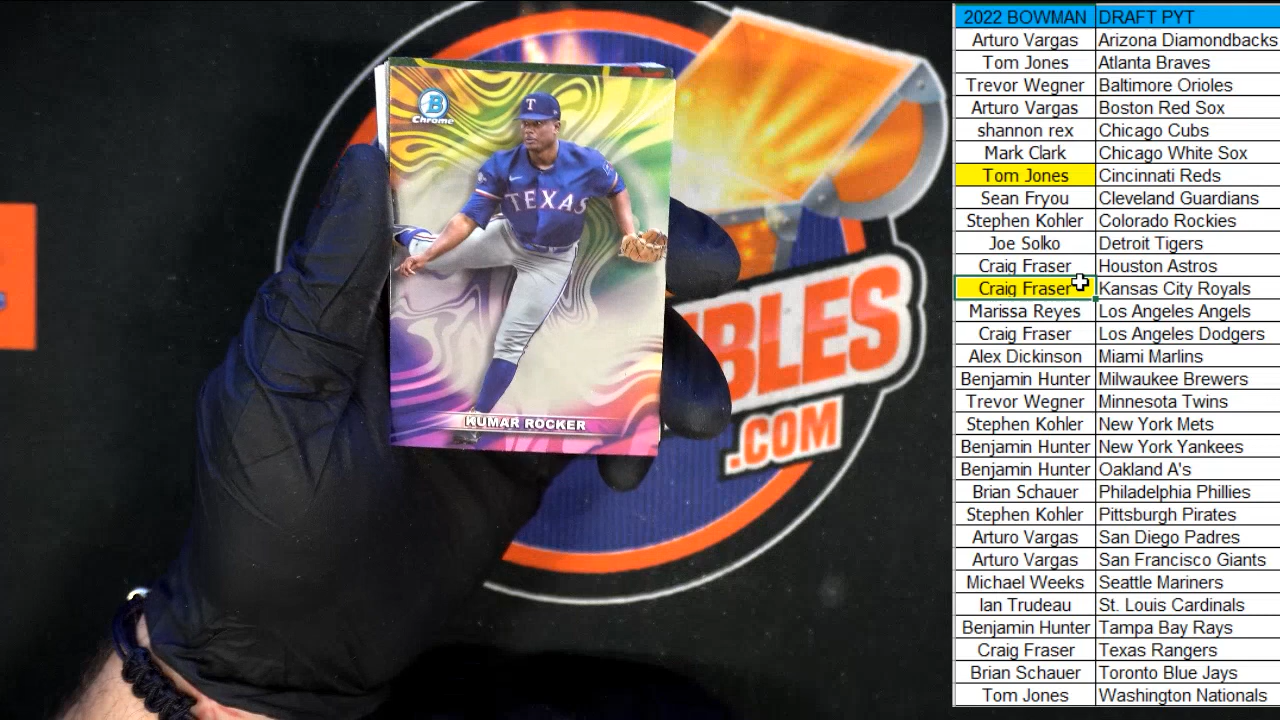 B
Chrome
T
TEXAS
KUMAR ROCKER
BLES
.COM
2022 BOWMAN DRAFT PYT
Arturo Vargas Arizona Diamondbacks
Tom Jones Atlanta Braves
Trevor Wegner Baltimore Orioles
Arturo Vargas Boston Red Sox
shannon rex Chicago Cubs
Mark Clark Chicago White Sox
Tom Jones Cincinnati Reds
Sean Fryou Cleveland Guardians
Stephen Kohler Colorado Rockies
Joe Solko Detroit Tigers
Craig Fraser Houston Astros
Craig Fraser Kansas City Royals
Marissa Reyes Los Angeles Angels
Craig Fraser Los Angeles Dodgers
Alex Dickinson Miami Marlins
Benjamin Hunter Milwaukee Brewers
Trevor Wegner Minnesota Twins
Stephen Kohler New York Mets
Benjamin Hunter New York Yankees
Benjamin Hunter Oakland A's
Brian Schauer Philadelphia Phillies
Stephen Kohler Pittsburgh Pirates
Arturo Vargas San Diego Padres
Arturo Vargas San Francisco Giants
Michael Weeks Seattle Mariners
Ian Trudeau St. Louis Cardinals
Benjamin Hunter Tampa Bay Rays
Craig Fraser Texas Rangers
Brian Schauer Toronto Blue Jays
Tom Jones Washington Nationals